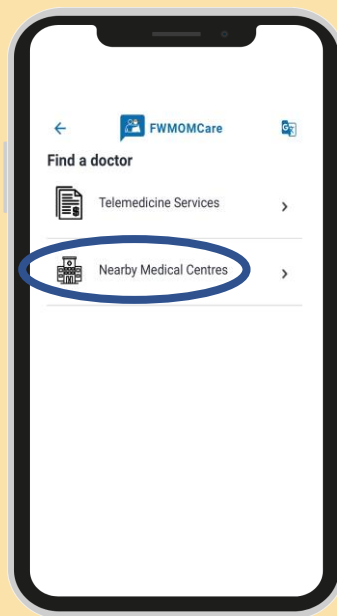 FWMOMCare
Find a doctor
Telemedicine Services
Nearby Medical Centres